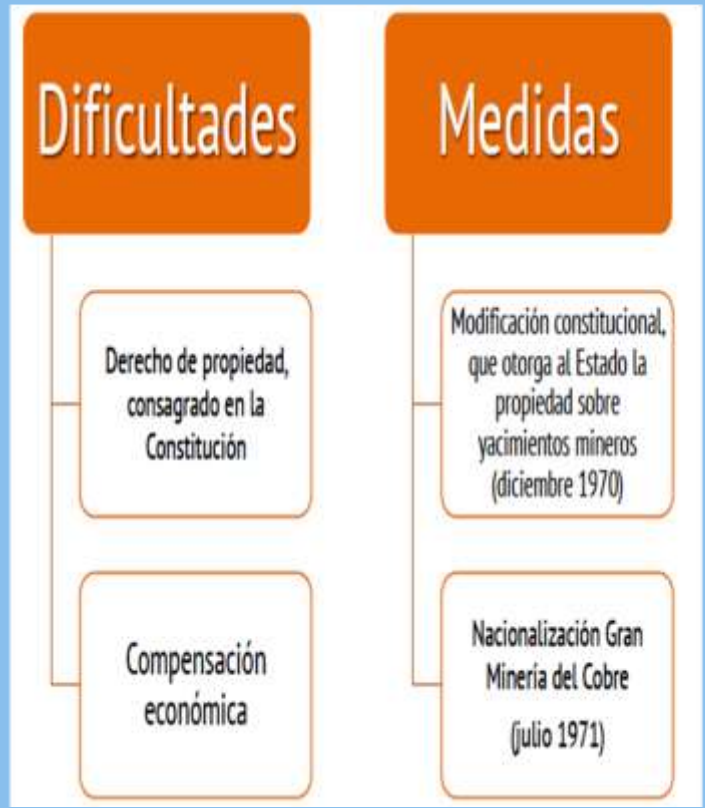 Dificultades
Derecho de propiedad,
consagrado en la
Constitución
Compensación
económica
Medidas
Modificación constitucional,
que otorga al Estado la
propiedad sobre
yacimientos mineros
(diciembre 1970)
Nacionalización Gran
Minería del Cobre
(julio 1971)